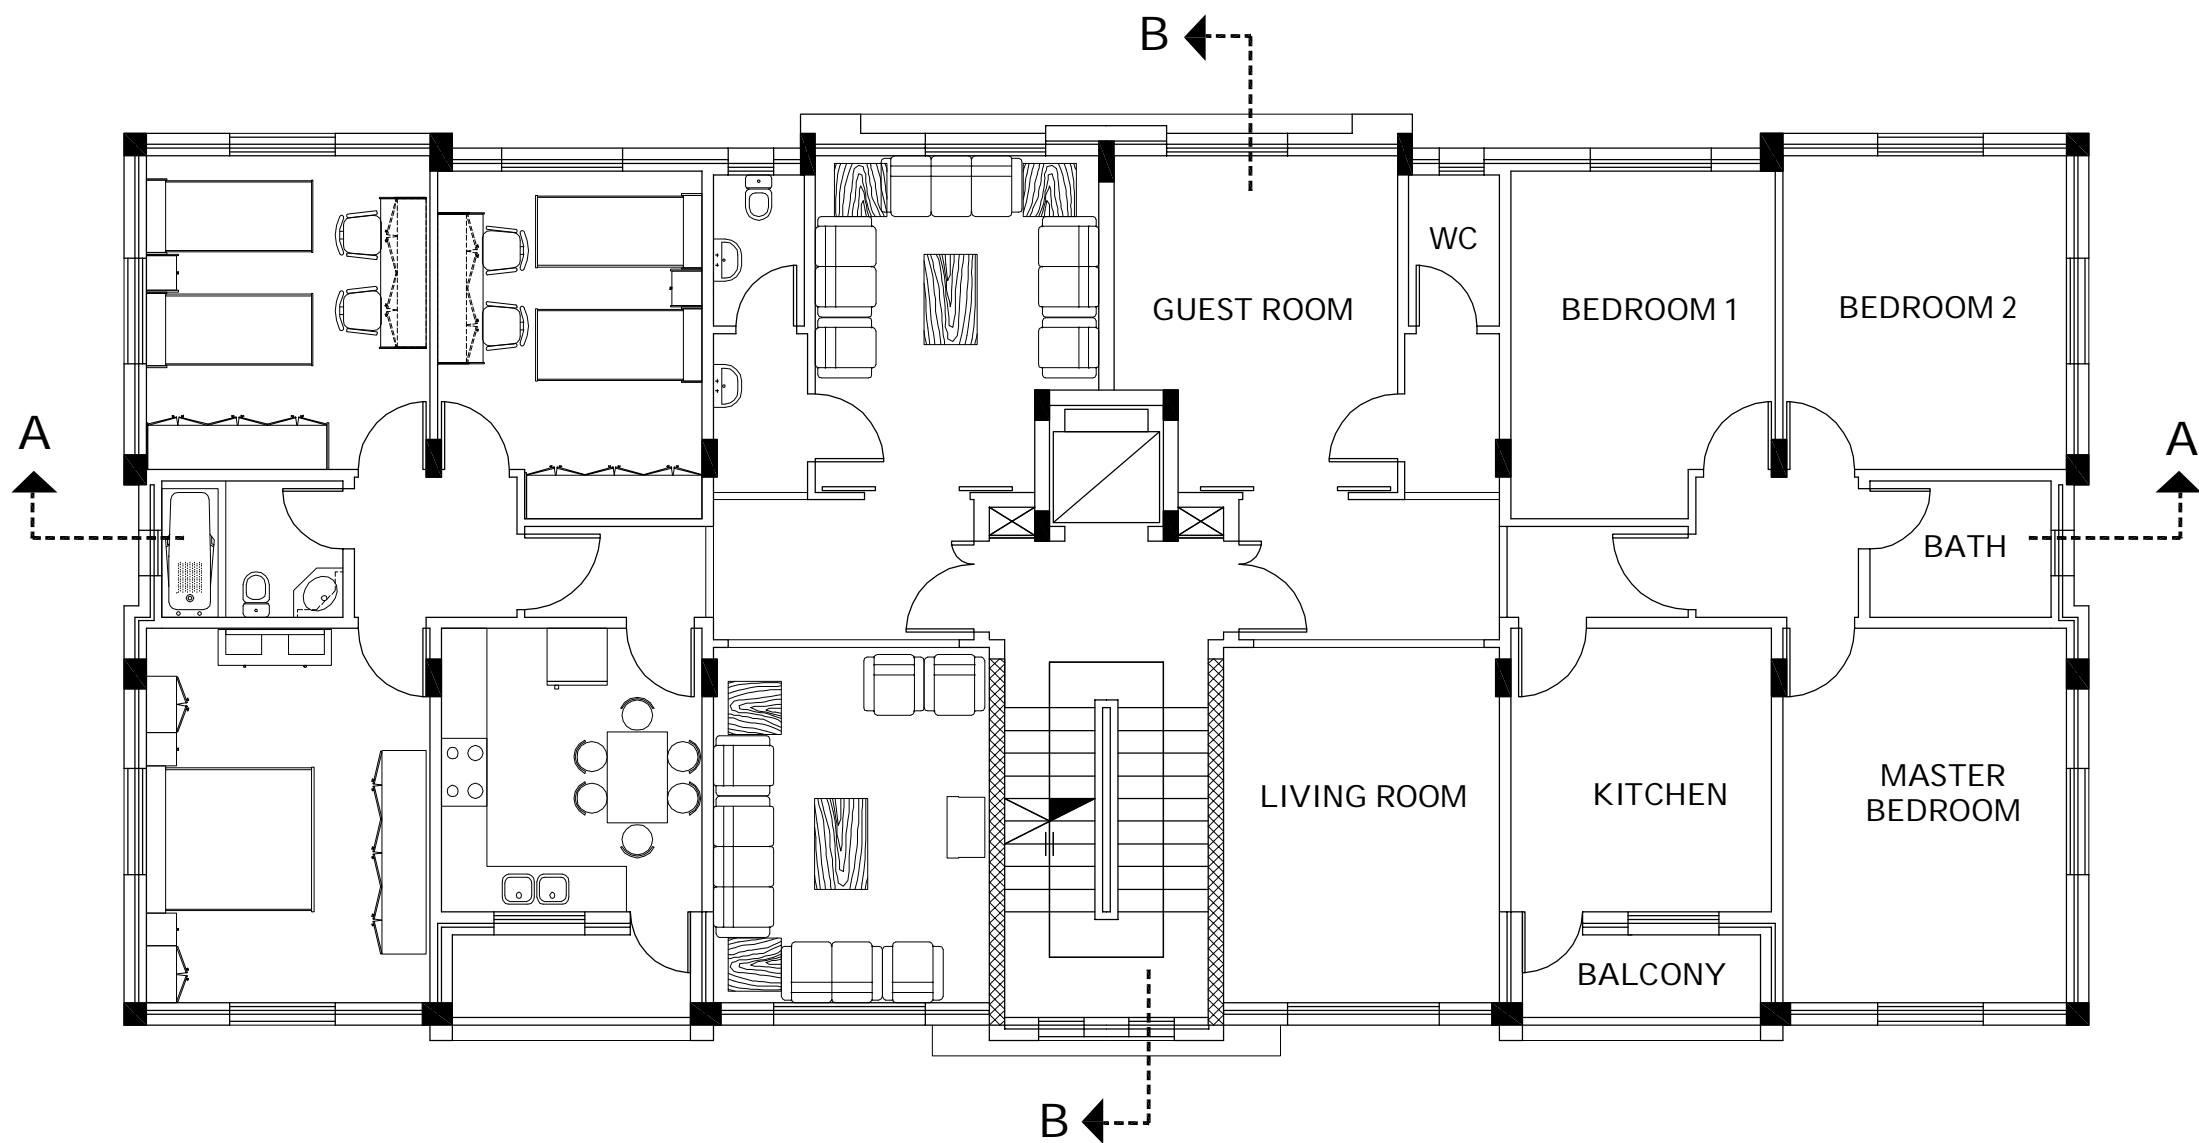 B
WC
GUEST ROOM
BEDROOM 1
BEDROOM 2
A
A
BATH
LIVING ROOM
KITCHEN
MASTER
BEDROOM
BALCONY
B